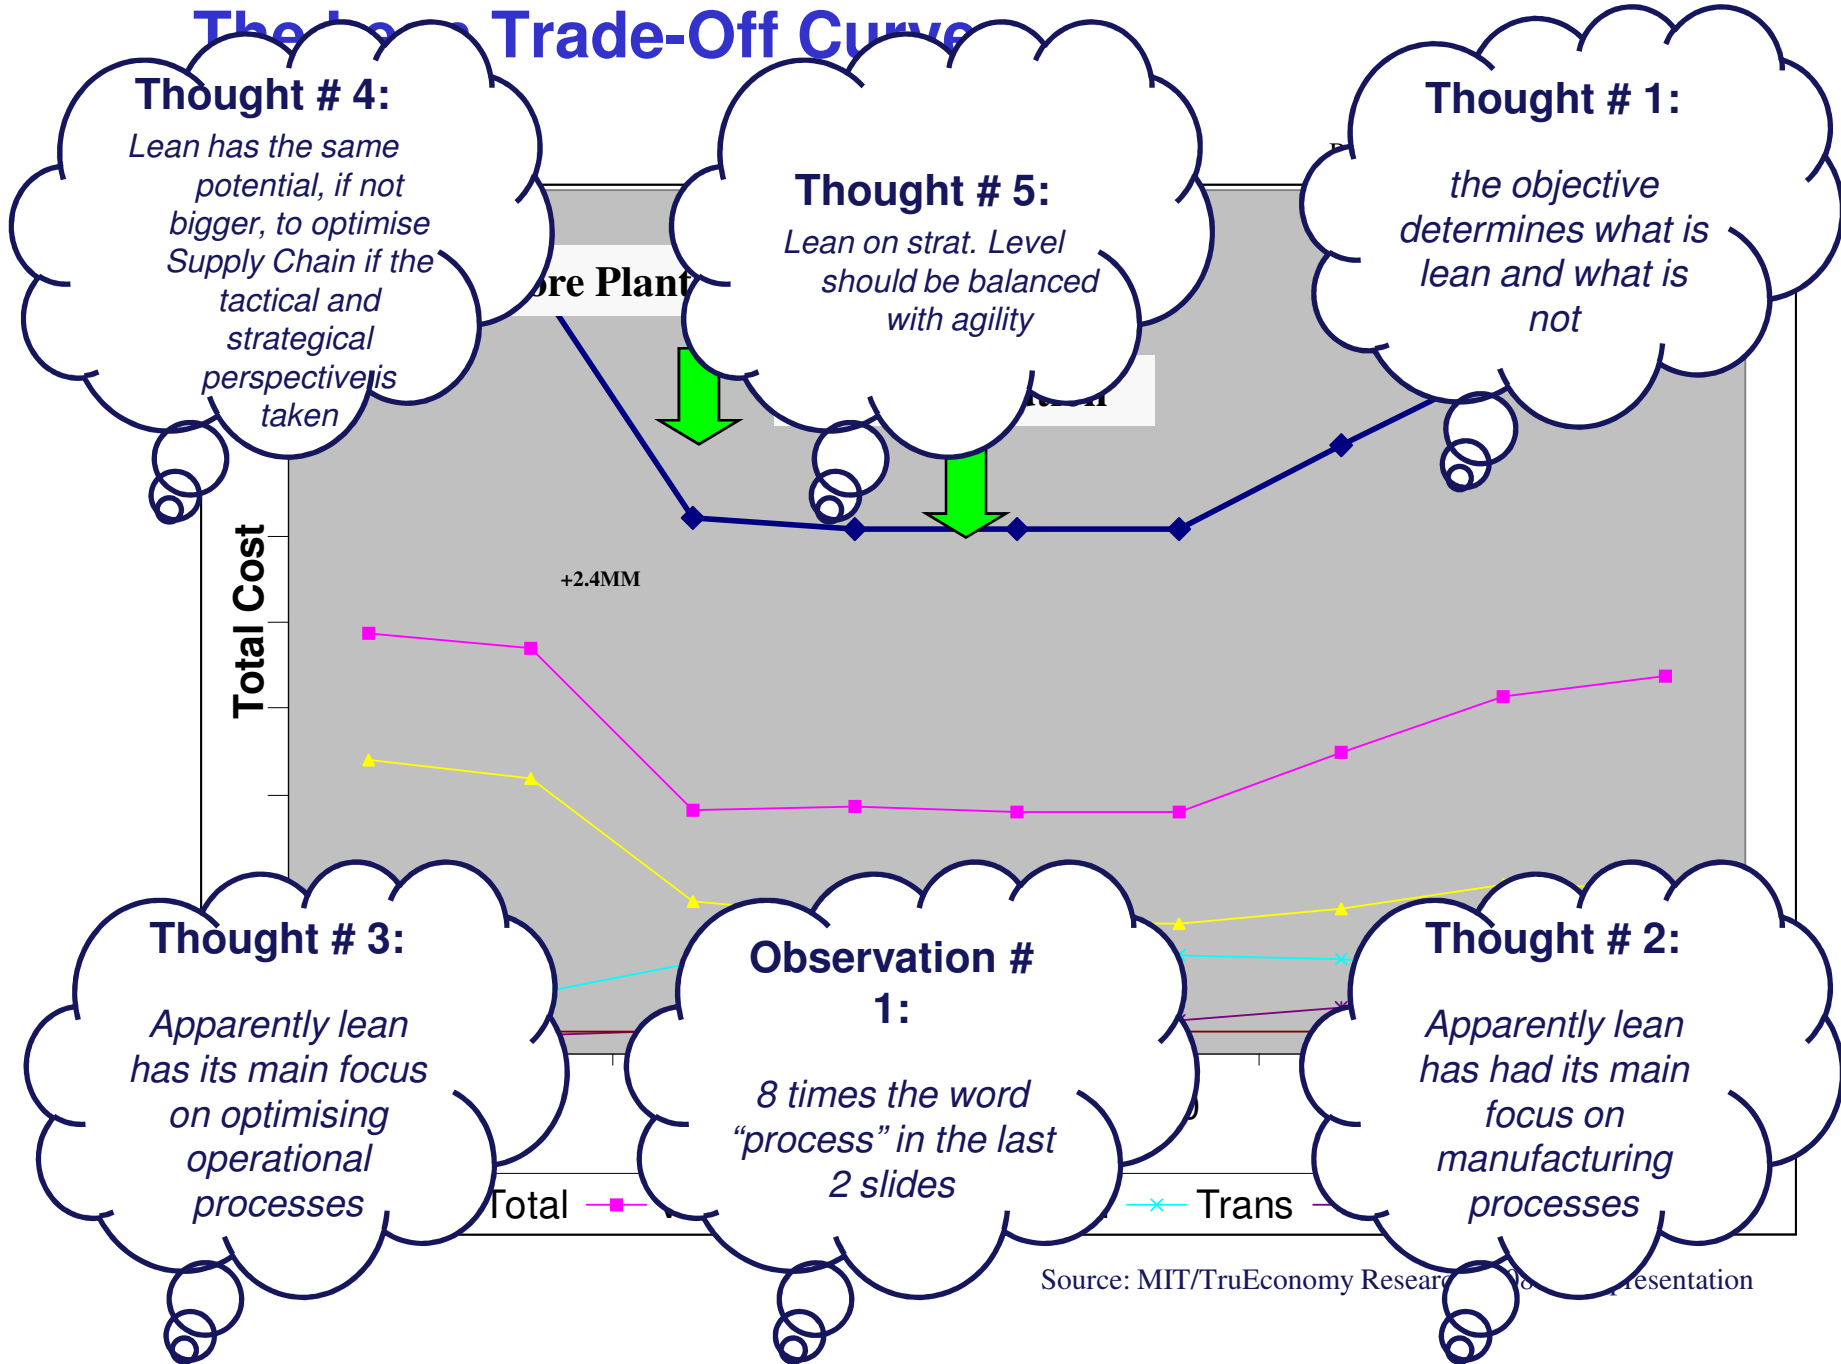 The Trade-Off Curve
Thought # 4:
Lean has the same
potential, if not
bigger, to optimise
Supply Chain if the
tactical and
strategical
perspective is
taken
Thought # 5:
Lean on strat. Level
should be balanced
with agility
Thought # 1:
the objective
determines what is
lean and what is
not
Plant
Total Cost
+2.4MM
Thought # 3:
Apparently lean
has its main focus
on optimising
operational
processes
Observation #
1:
8 times the word
“process” in the last
2 slides
Thought # 2:
Apparently lean
has had its main
focus on
manufacturing
processes
Total
Trans
Source: MIT/TruEconomy Research